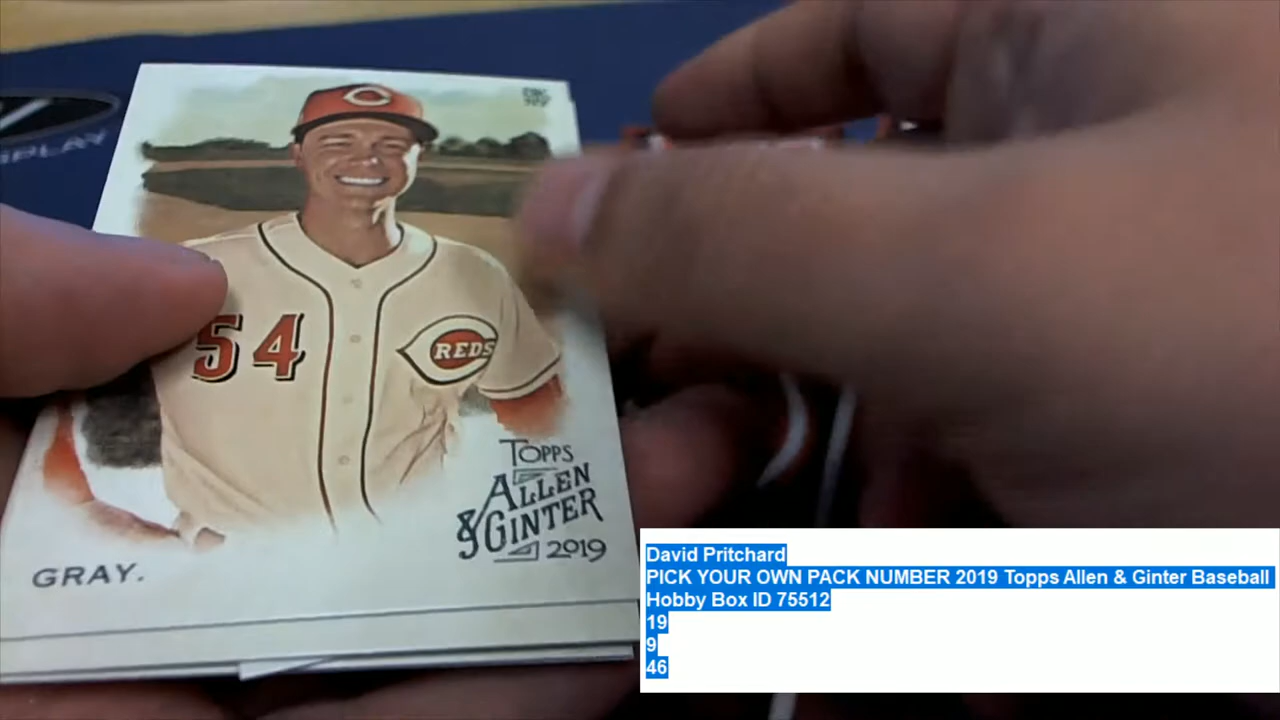 PLAY
54
REDS
TOPPS
ALLEN
& GINTER
2019
GRAY.
David Pritchard
PICK YOUR OWN PACK NUMBER 2019 Topps Allen & Ginter Baseball
Hobby Box ID 75512
19
9
46